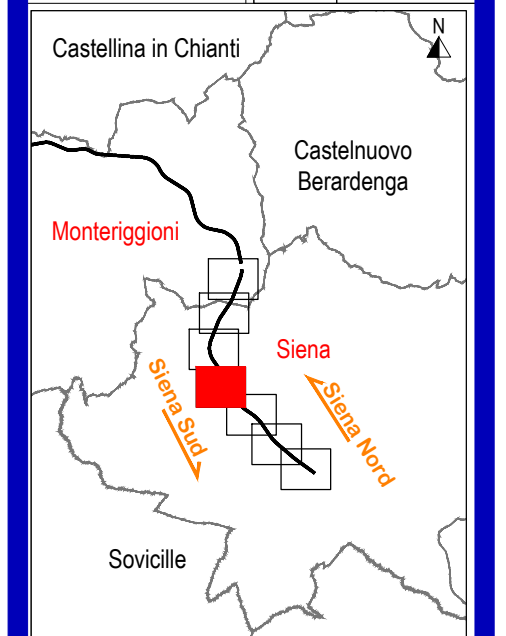 N
Castellina in Chianti
Castelnuovo
Berardenga
Monteriggioni
Siena
Siena Sud
Siena Nord
Sovicille